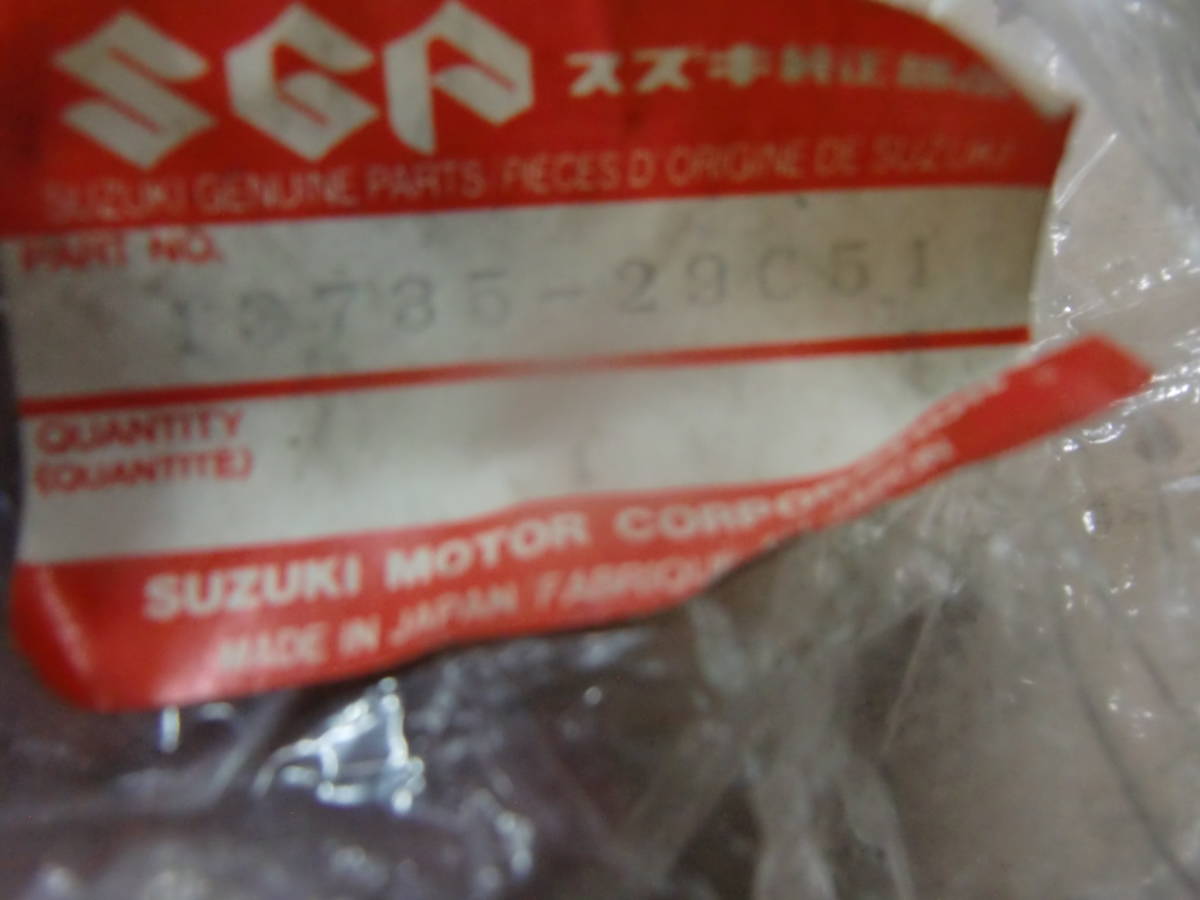 SGP スズキ純正部品
SUZUKI GENUINE PARTS/PIECES D'ORIGINE DE SUZUKI
PART NO.
13735-29C51
QUANTITY
(QUANTITE)
1
SUZUKI MOTOR CORPORATION
MADE IN JAPAN FABRIQUE